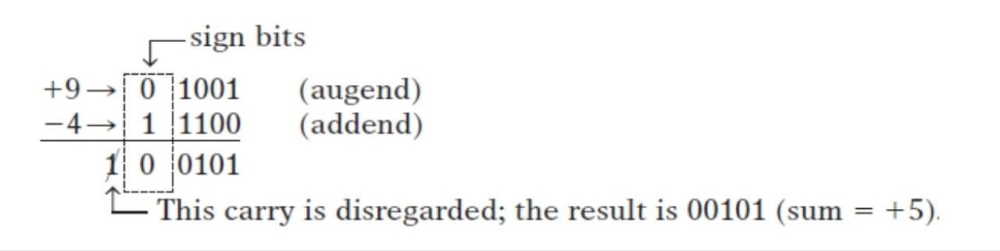 sign bits
+9→ 0 1001 (augend)
−4→ 1 1100 (addend)
1 0 0101
This carry is disregarded; the result is 00101 (sum = +5).